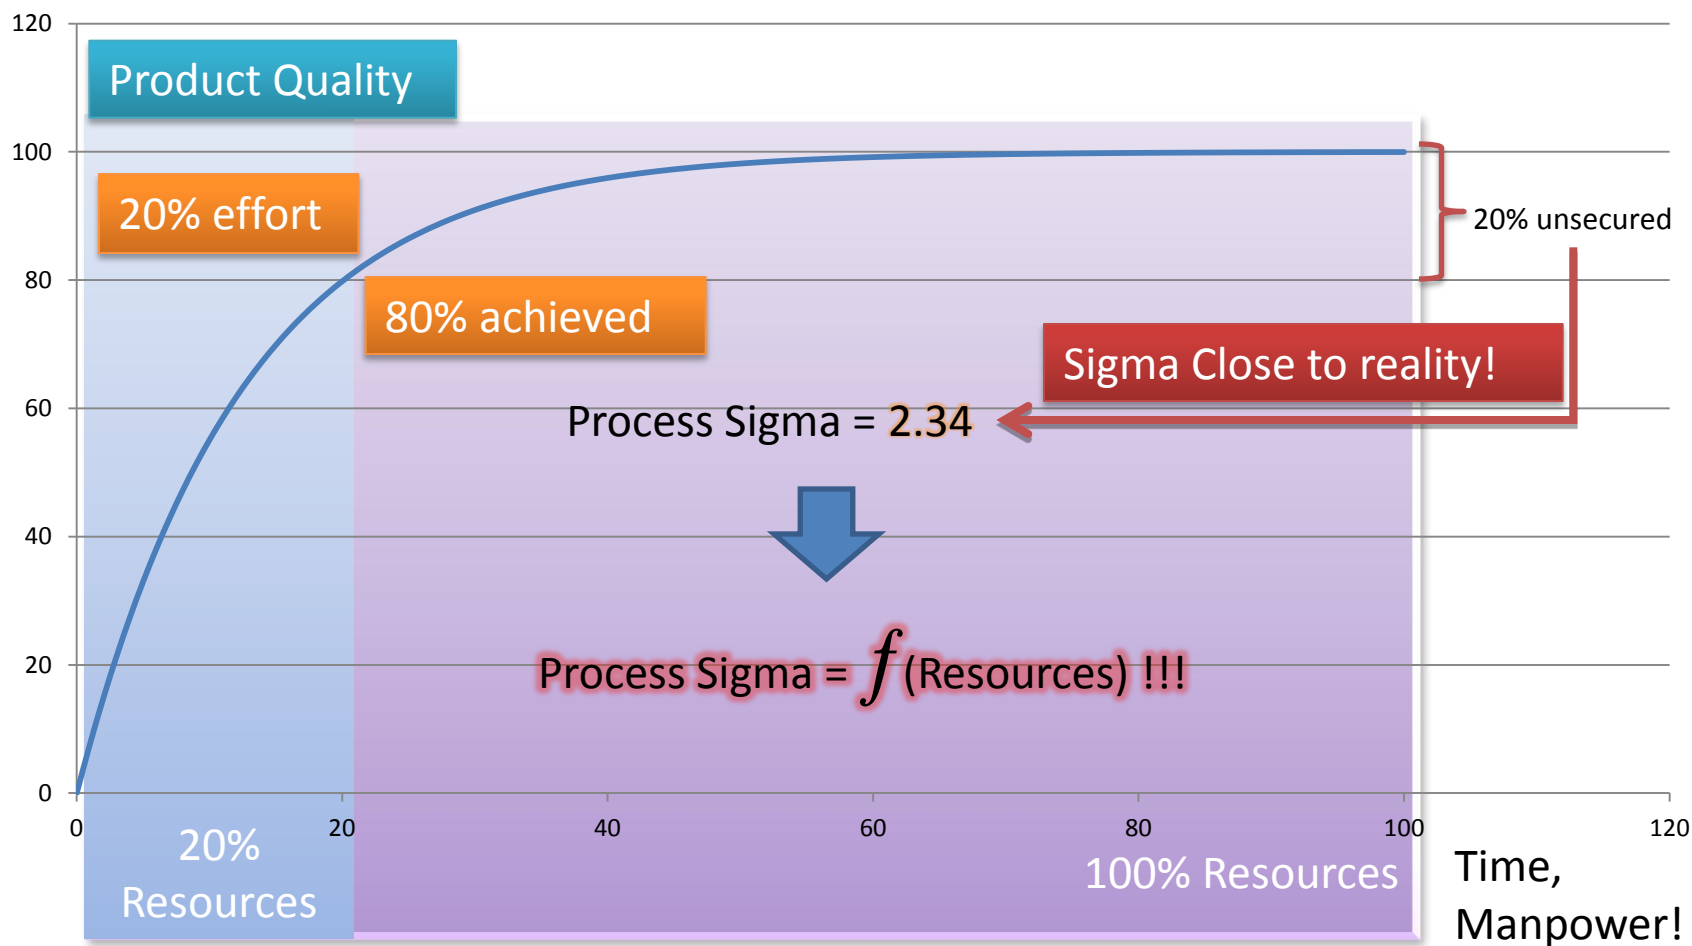 120
Product Quality
100
20% effort
20% unsecured
80
80% achieved
Sigma Close to reality!
60
Process Sigma = 2.34
40
20
Process Sigma = f(Resources) !!!
0
0 20 40 60 80 100 120
20%
Resources
100% Resources
Time,
Manpower!